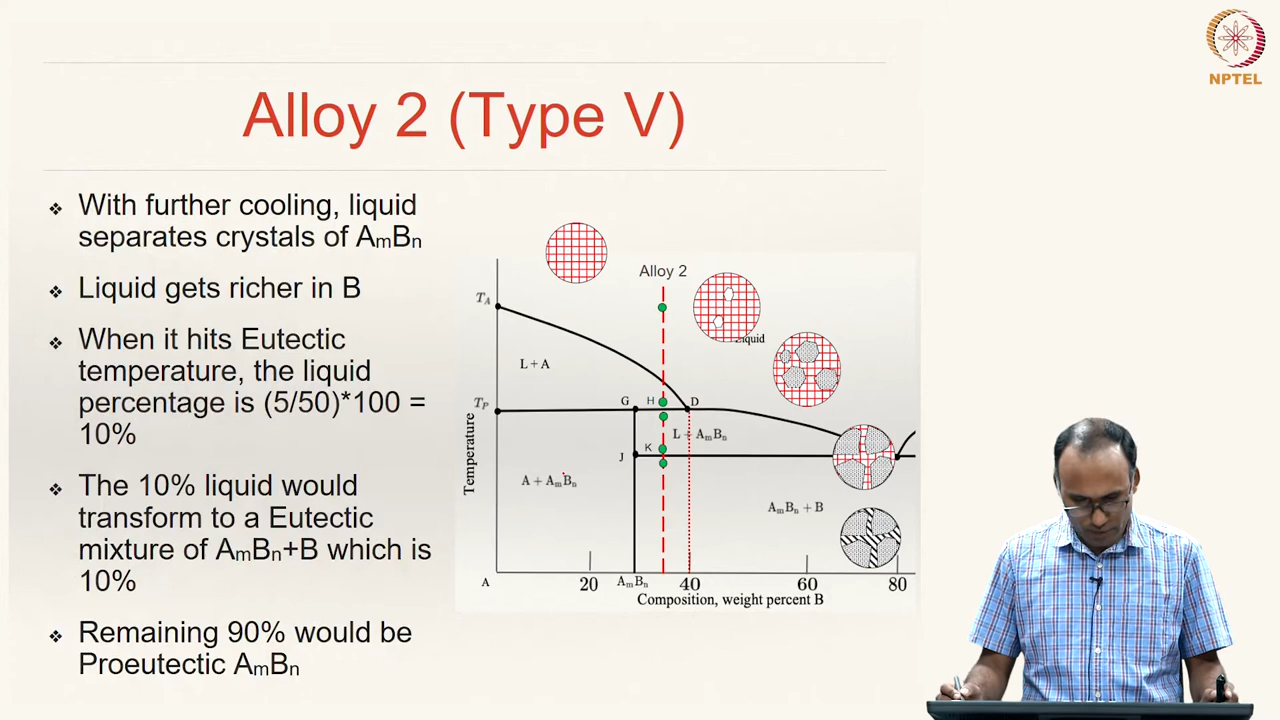 NPTEL
Alloy 2 (Type V)
❖ With further cooling, liquid
separates crystals of AmBn
❖ Liquid gets richer in B
❖ When it hits Eutectic
temperature, the liquid
percentage is (5/50)*100 =
10%
❖ The 10% liquid would
transform to a Eutectic
mixture of AmBn+B which is
10%
❖ Remaining 90% would be
Proeutectic AmBn
Alloy 2
TA
L + A
TP
G H D
L + AmBn
J K
A + AmBn
AmBn + B
Temperature
A 20 AmBn 40 60 80
Composition, weight percent B